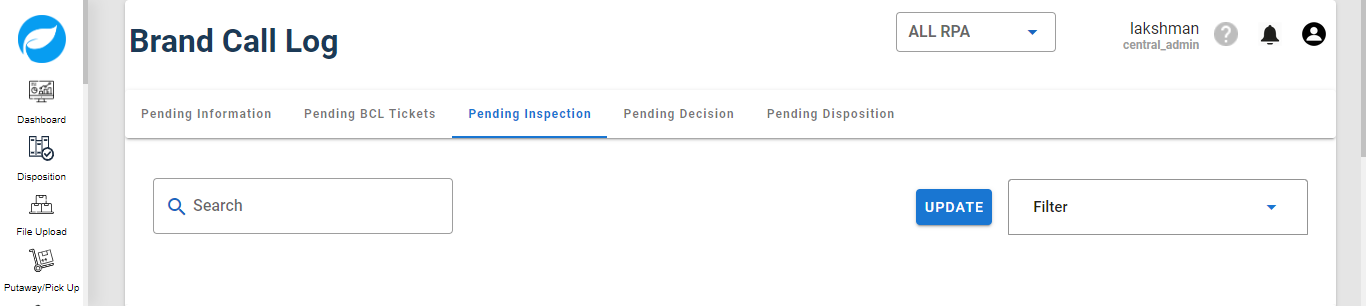 Brand Call Log
ALL RPA
lakshman
central_admin
?
Dashboard
Disposition
File Upload
Putaway/Pick Up
Pending Information
Pending BCL Tickets
Pending Inspection
Pending Decision
Pending Disposition
Search
UPDATE
Filter